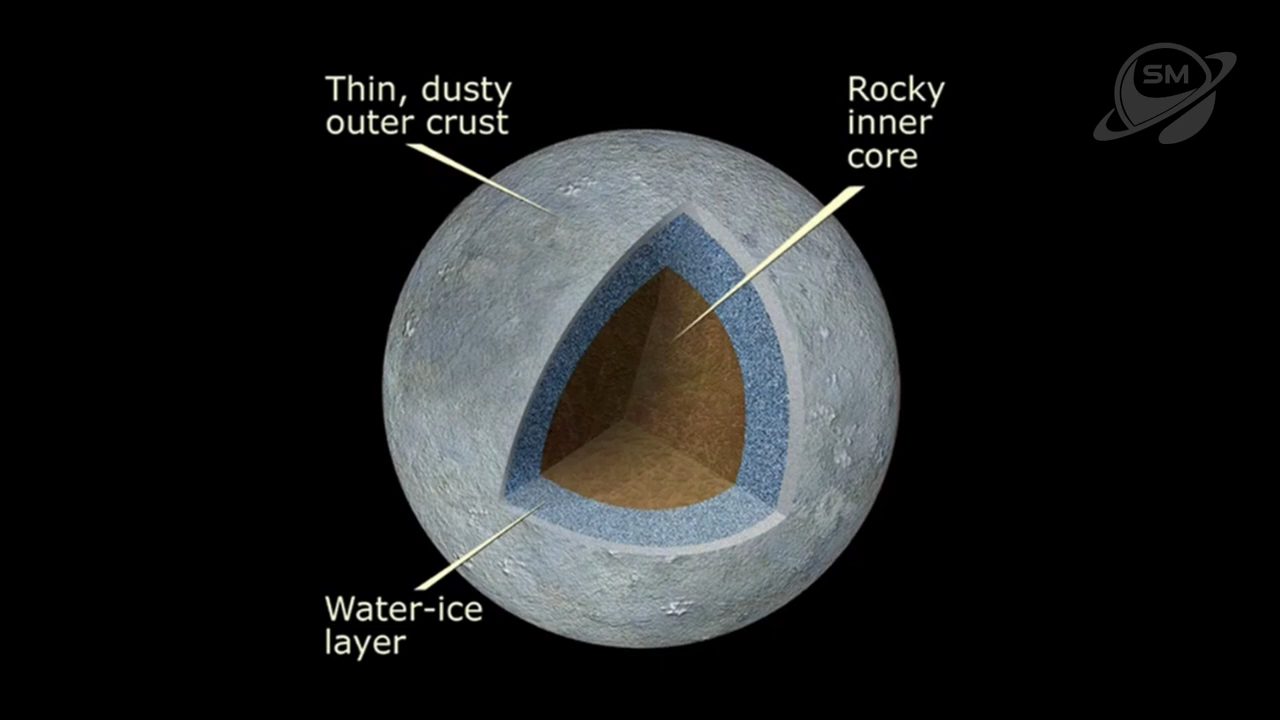 Thin, dusty
outer crust
Rocky
inner
core
SM
Water-ice
layer